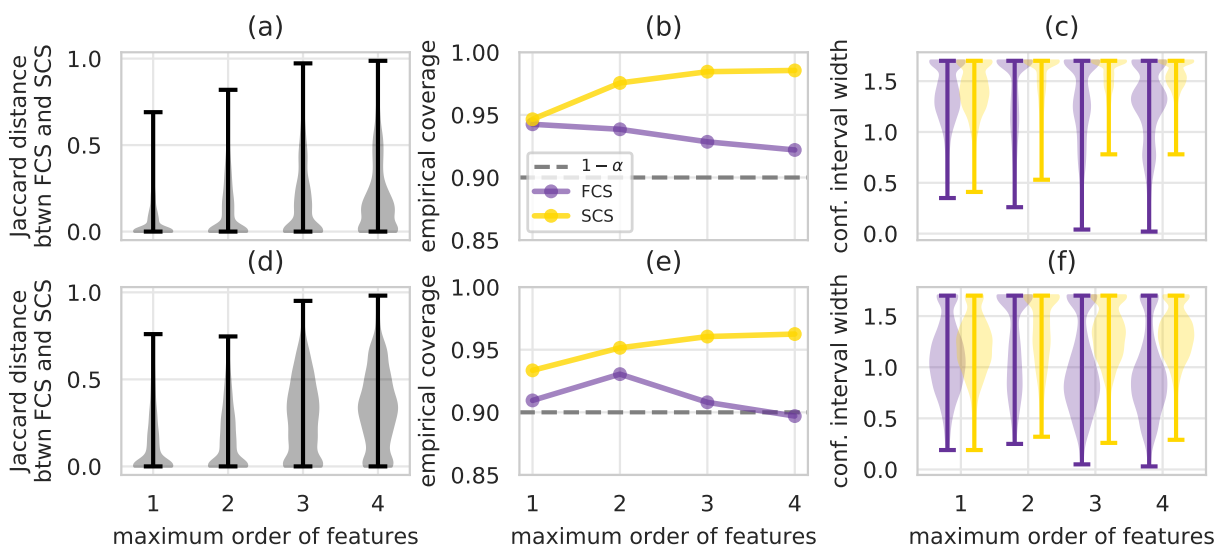 (a)
Jaccard distance
btwn FCS and SCS
1.0
0.5
0.0
(b)
empirical coverage
1.00
0.95
0.90
0.85
1 − α
FCS
SCS
(c)
conf. interval width
1.5
1.0
0.5
0.0
(d)
Jaccard distance
btwn FCS and SCS
1.0
0.5
0.0
1 2 3 4
maximum order of features
(e)
empirical coverage
1.00
0.95
0.90
0.85
1 2 3 4
maximum order of features
(f)
conf. interval width
1.5
1.0
0.5
0.0
1 2 3 4
maximum order of features